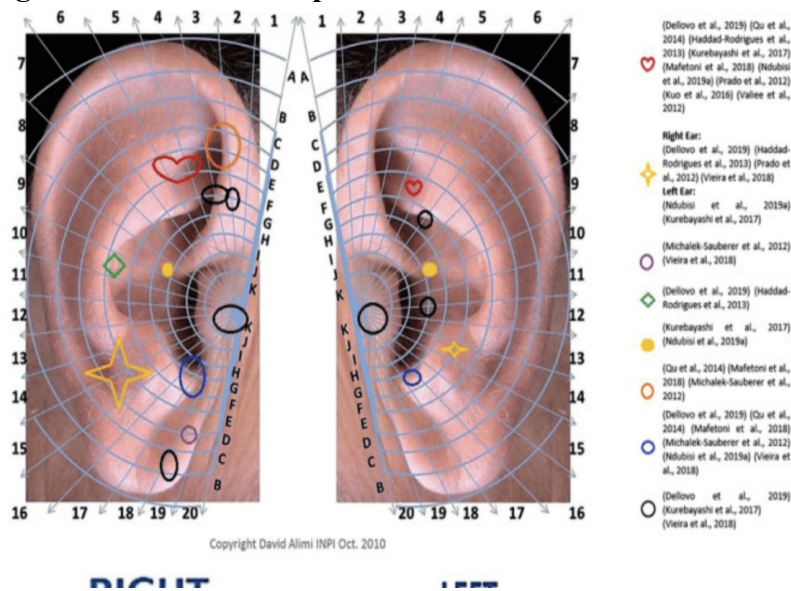 6 5 4 3 2 1 1 2 3 4 5 6
7 7
8 8
9 9
10 10
11 11
12 12
13 13
14 14
15 15
16 17 18 19 20 20 19 18 17 16
A A
B B
C C
D D
E E
F F
G G
H H
I I
J J
K K
K K
J J
I I
H H
G G
F F
E E
D D
C C
B B
Copyright David Alimi INPI Oct. 2010
RIGHT LEFT
(Dellovo et al., 2019) (Qu et al.,
2014) (Haddad-Rodrigues et al.,
2013) (Kurebayashi et al., 2017)
(Mafetoni et al., 2018) (Ndubisi
et al., 2019a) (Prado et al., 2012)
(Kuo et al., 2016) (Valiee et al.,
2012)
Right Ear:
(Dellovo et al., 2019) (Haddad-
Rodrigues et al., 2013) (Prado et
al., 2012) (Vieira et al., 2018)
Left Ear:
(Ndubisi et al., 2019a)
(Kurebayashi et al., 2017)
(Michalek-Sauberer et al., 2012)
(Vieira et al., 2018)
(Dellovo et al., 2019) (Haddad-
Rodrigues et al., 2013)
(Kurebayashi et al., 2017)
(Ndubisi et al., 2019a)
(Qu et al., 2014) (Mafetoni et al.,
2018) (Michalek-Sauberer et al.,
2012)
(Dellovo et al., 2019) (Qu et al.,
2014) (Mafetoni et al., 2018)
(Michalek-Sauberer et al., 2012)
(Ndubisi et al., 2019a) (Vieira et
al., 2018)
(Dellovo et al., 2019)
(Kurebayashi et al., 2017)
(Vieira et al., 2018)